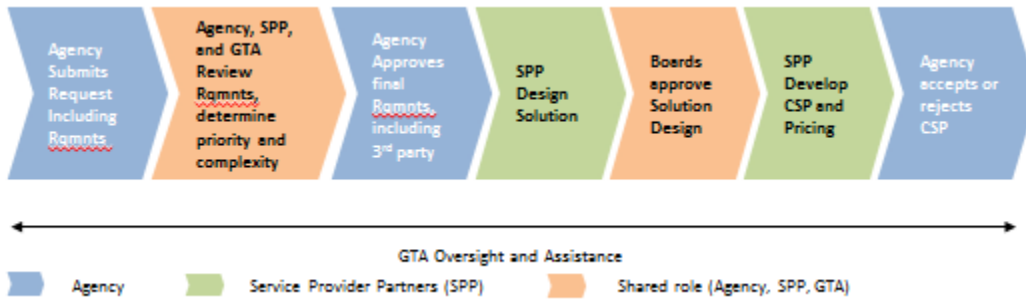 Agency
Submits
Request
Including
Rqmnts.
Agency, SPP,
and GTA
Review
Rqmnts,
determine
priority and
complexity
Agency
Approves
final
Rqmnts,
including
3rd party
SPP
Design
Solution
Boards
approve
Solution
Design
SPP
Develop
CSP and
Pricing
Agency
accepts or
rejects
CSP
GTA Oversight and Assistance
Agency
Service Provider Partners (SPP)
Shared role (Agency, SPP, GTA)